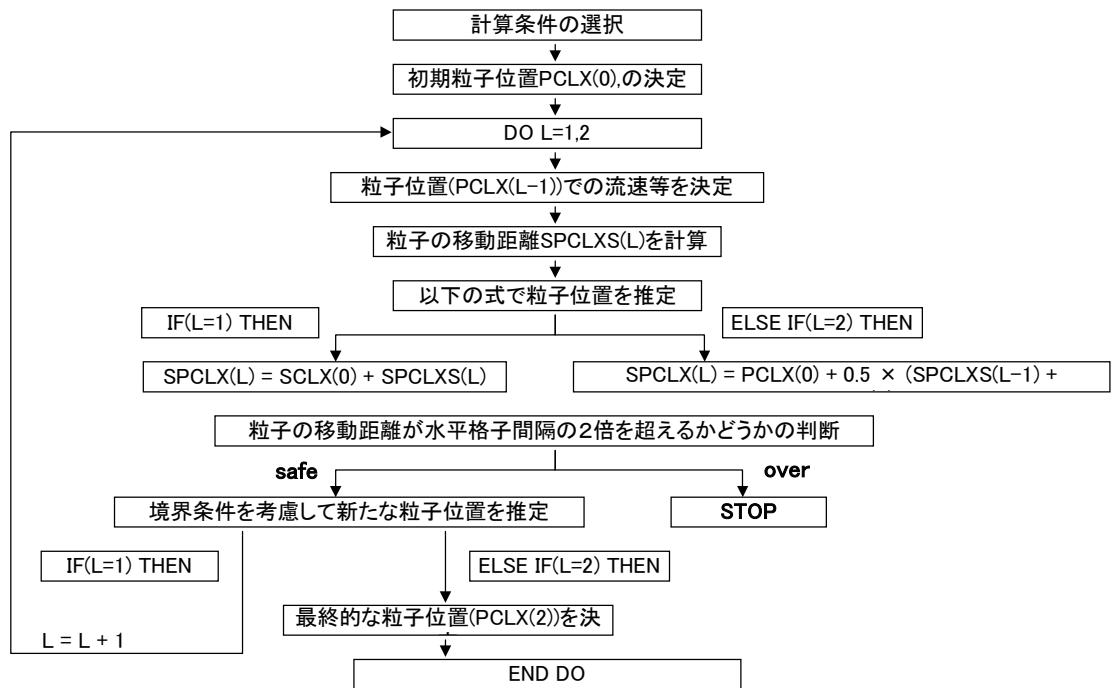 計算条件の選択
初期粒子位置PCLX(0),の決定
DO L=1,2
粒子位置(PCLX(L-1))での流速等を決定
粒子の移動距離SPCLXS(L)を計算
以下の式で粒子位置を推定
IF(L=1) THEN
ELSE IF(L=2) THEN
SPCLX(L) = SCLX(0) + SPCLXS(L)
SPCLX(L) = PCLX(0) + 0.5 × (SPCLXS(L-1) +
粒子の移動距離が水平格子間隔の２倍を超えるかどうかの判断
safe
over
境界条件を考慮して新たな粒子位置を推定
STOP
IF(L=1) THEN
ELSE IF(L=2) THEN
最終的な粒子位置(PCLX(2))を決
L = L + 1
END DO